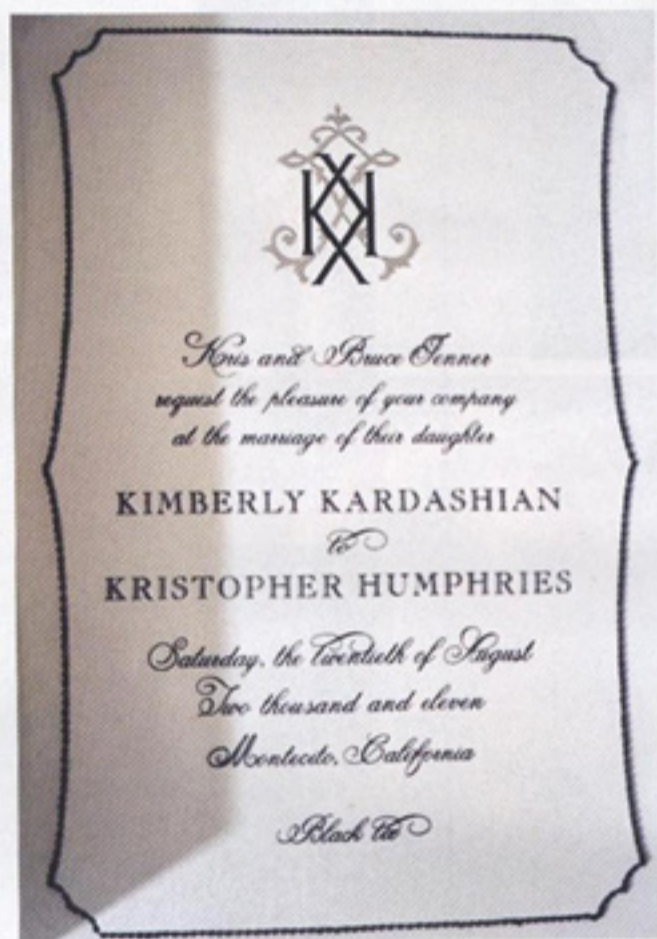 KK
Kris and Bruce Jenner
request the pleasure of your company
at the marriage of their daughter
KIMBERLY KARDASHIAN
to
KRISTOPHER HUMPHRIES
Saturday, the twentieth of August
Two thousand and eleven
Montecito, California
Black tie